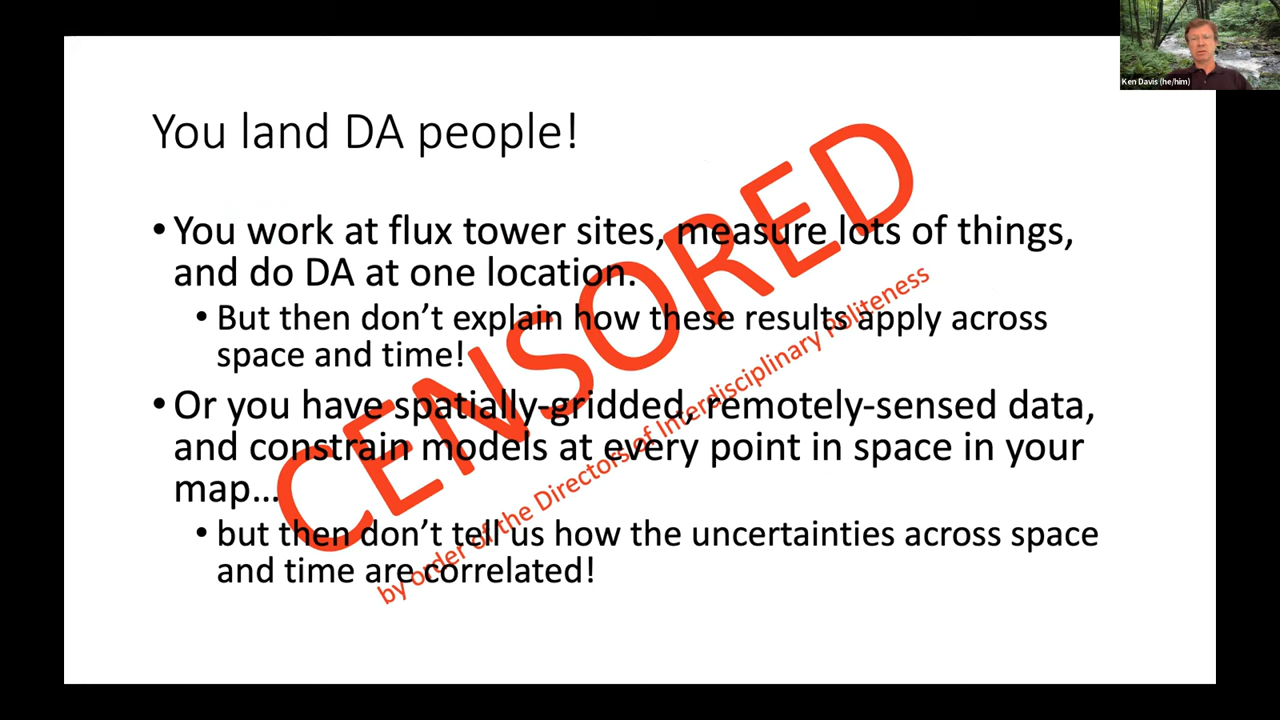 Ken Davis (he/him)
You land DA people!
• You work at flux tower sites, measure lots of things,
and do DA at one location.
• But then don’t explain how these results apply across
space and time!
• Or you have spatially-gridded, remotely-sensed data,
and constrain models at every point in space in your
map…
• but then don’t tell us how the uncertainties across space
and time are correlated!
CENSORED
by order of the Directors of Interdisciplinary Politeness